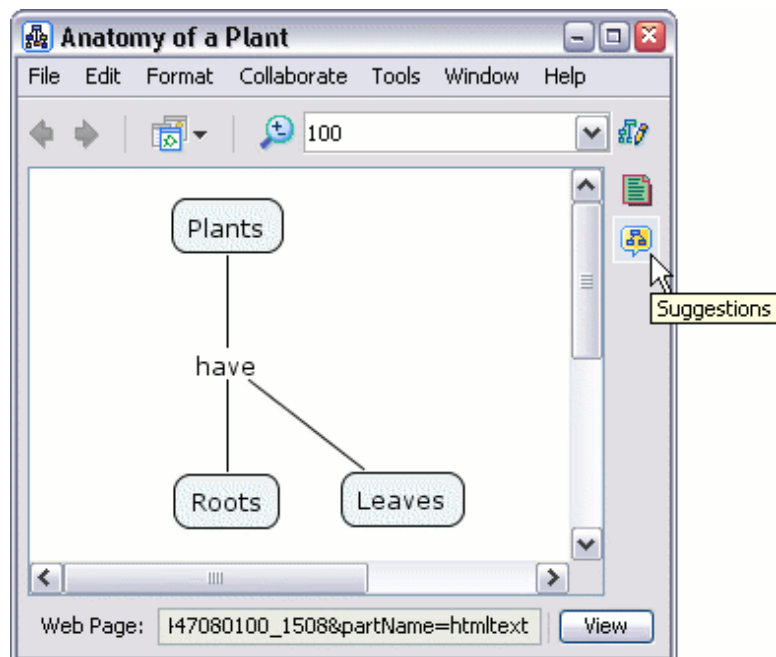 Anatomy of a Plant
File Edit Format Collaborate Tools Window Help
100
Plants
Suggestions
have
Roots Leaves
Web Page: I47080100_1508&partName=htmltext View